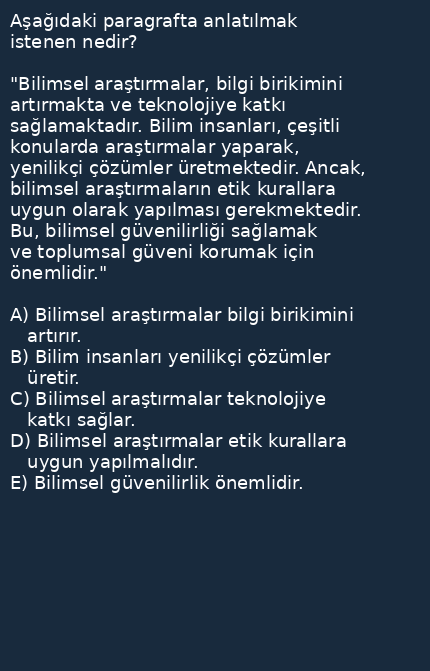 Aşağıdaki paragrafta anlatılmak
istenen nedir?
"Bilimsel araştırmalar, bilgi birikimini
artırmakta ve teknolojiye katkı
sağlamaktadır. Bilim insanları, çeşitli
konularda araştırmalar yaparak,
yenilikçi çözümler üretmektedir. Ancak,
bilimsel araştırmaların etik kurallara
uygun olarak yapılması gerekmektedir.
Bu, bilimsel güvenilirliği sağlamak
ve toplumsal güveni korumak için
önemlidir."
A) Bilimsel araştırmalar bilgi birikimini
artırır.
B) Bilim insanları yenilikçi çözümler
üretir.
C) Bilimsel araştırmalar teknolojiye
katkı sağlar.
D) Bilimsel araştırmalar etik kurallara
uygun yapılmalıdır.
E) Bilimsel güvenilirlik önemlidir.